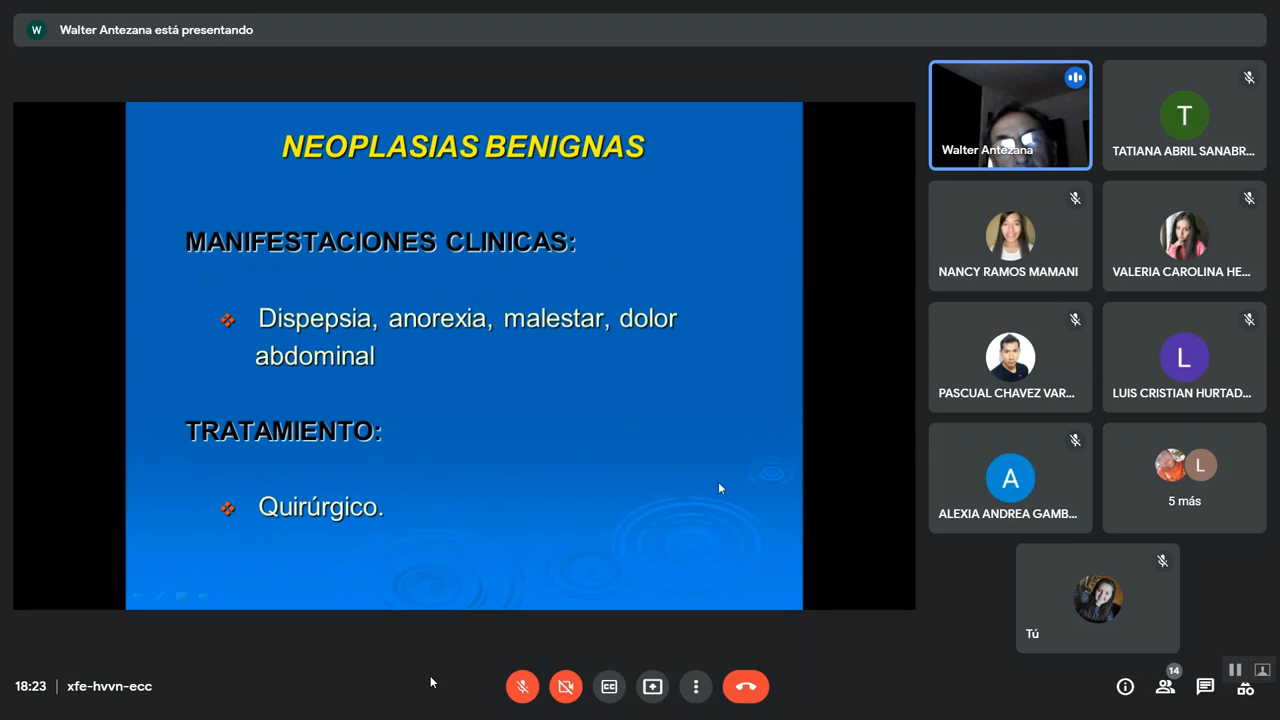 W Walter Antezana está presentando
NEOPLASIAS BENIGNAS
MANIFESTACIONES CLINICAS:
Dispepsia, anorexia, malestar, dolor
abdominal
TRATAMIENTO:
Quirúrgico.
Walter Antezana
T
TATIANA ABRIL SANABR...
NANCY RAMOS MAMANI
VALERIA CAROLINA HE...
PASCUAL CHAVEZ VAR...
L
LUIS CRISTIAN HURTAD...
A
ALEXIA ANDREA GAMB...
L
5 más
Tú
18:23 | xfe-hvvn-ecc
CC
14